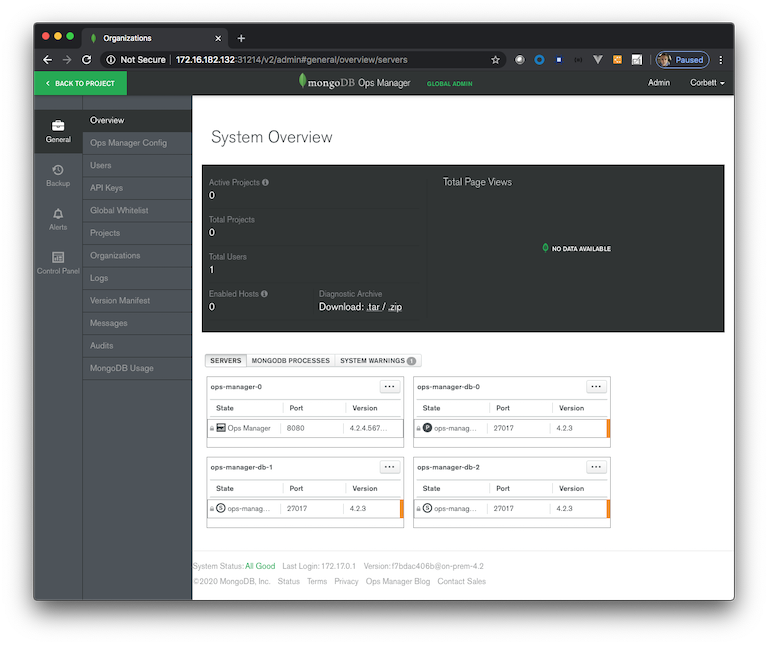 Organizations
Not Secure 172.16.182.132:31214/v2/admin#general/overview/servers
Paused
BACK TO PROJECT
mongoDB Ops Manager GLOBAL ADMIN
Admin Corbett
General
Backup
Alerts
Control Panel
Overview
Ops Manager Config
Users
API Keys
Global Whitelist
Projects
Organizations
Logs
Version Manifest
Messages
Audits
MongoDB Usage
System Overview
Active Projects
0
Total Projects
0
Total Users
1
Enabled Hosts
0
Diagnostic Archive
Download: .tar / .zip
Total Page Views
NO DATA AVAILABLE
SERVERS MONGODB PROCESSES SYSTEM WARNINGS 1
ops-manager-0
State Port Version
Ops Manager 8080 4.2.4.567...
ops-manager-db-0
State Port Version
P ops-manag... 27017 4.2.3
ops-manager-db-1
State Port Version
S ops-manag... 27017 4.2.3
ops-manager-db-2
State Port Version
S ops-manag... 27017 4.2.3
System Status: All Good Last Login: 172.17.0.1 Version: f7bdac406b@on-prem-4.2
©2020 MongoDB, Inc. Status Terms Privacy Ops Manager Blog Contact Sales